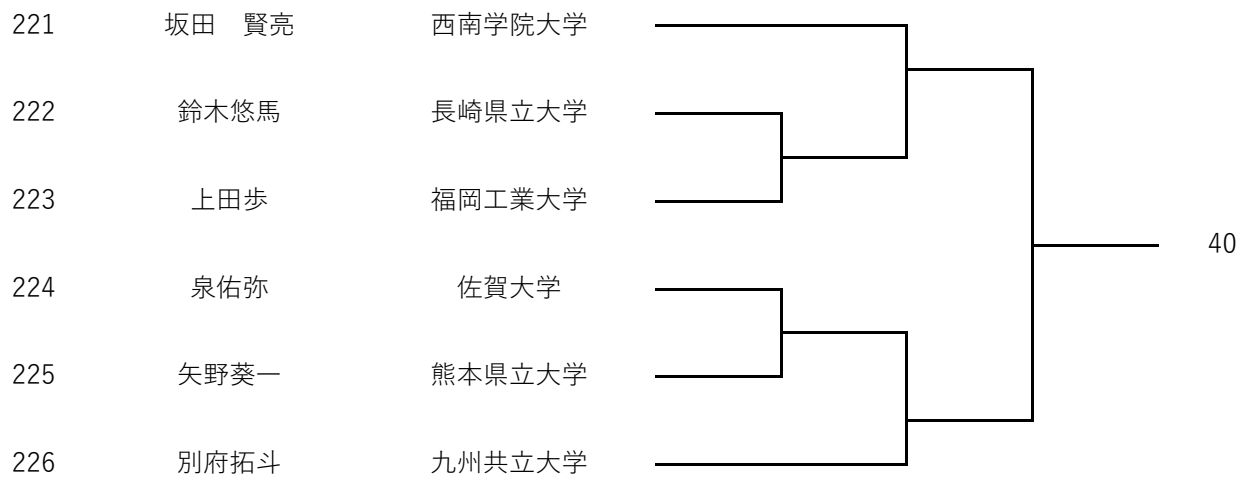 221 坂田　賢亮 西南学院大学
222 鈴木悠馬 長崎県立大学
223 上田歩 福岡工業大学
40
224 泉佑弥 佐賀大学
225 矢野葵一 熊本県立大学
226 別府拓斗 九州共立大学